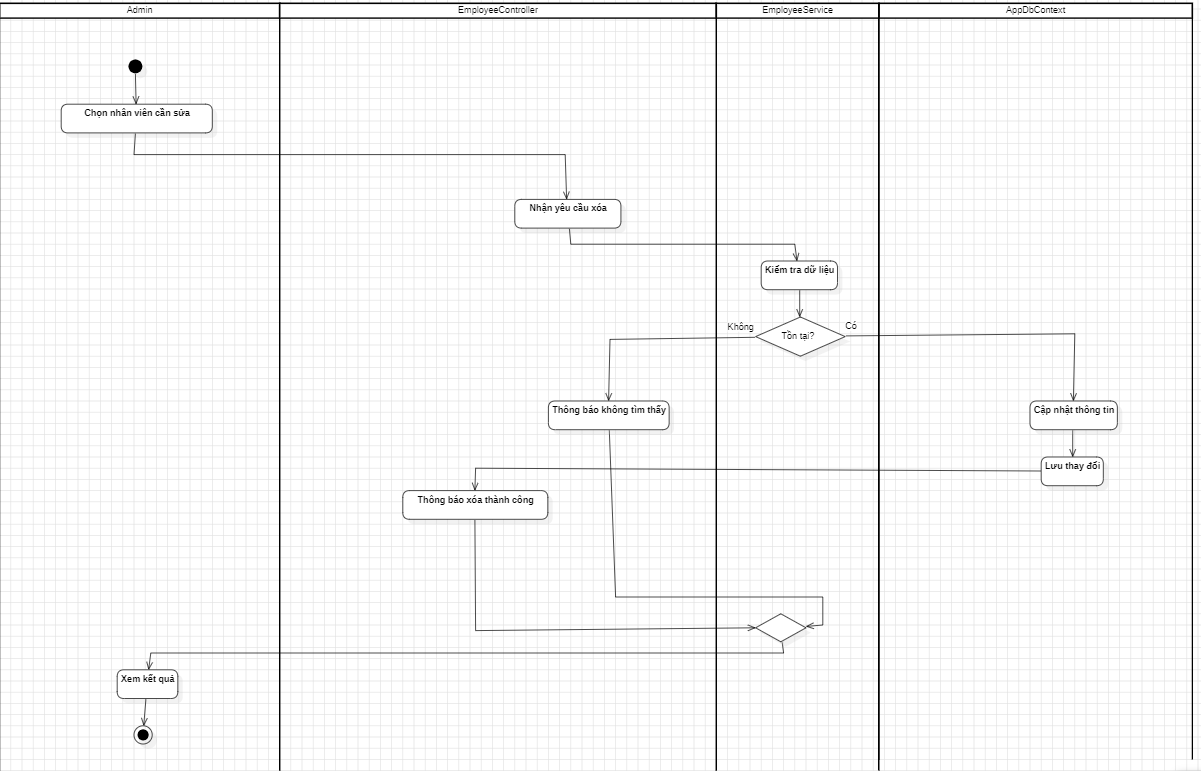 Admin
EmployeeController
EmployeeService
AppDbContext
Chọn nhân viên cần sửa
Nhận yêu cầu xóa
Kiểm tra dữ liệu
Không
Tồn tại?
Có
Thông báo không tìm thấy
Cập nhật thông tin
Lưu thay đổi
Thông báo xóa thành công
Xem kết quả